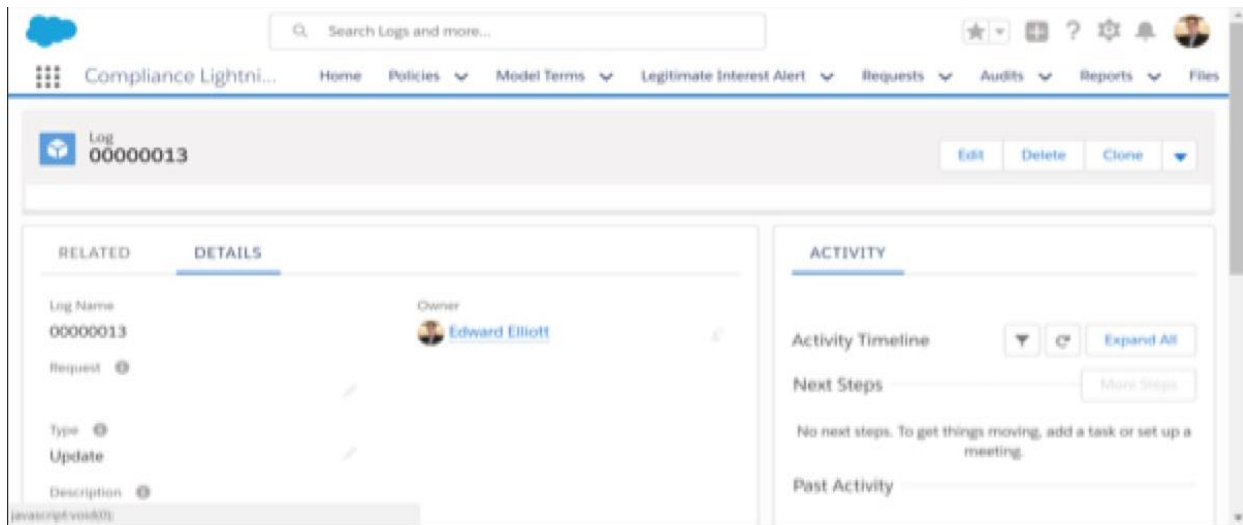 Search Logs and more...
?
Compliance Lightni... Home Policies Model Terms Legitimate Interest Alert Requests Audits Reports Files
Log
00000013
Edit Delete Clone
RELATED DETAILS
Log Name
00000013
Owner
Edward Elliott
Request
Type
Update
Description
javascript:void(0);
ACTIVITY
Activity Timeline
Expand All
Next Steps
More Steps
No next steps. To get things moving, add a task or set up a
meeting.
Past Activity